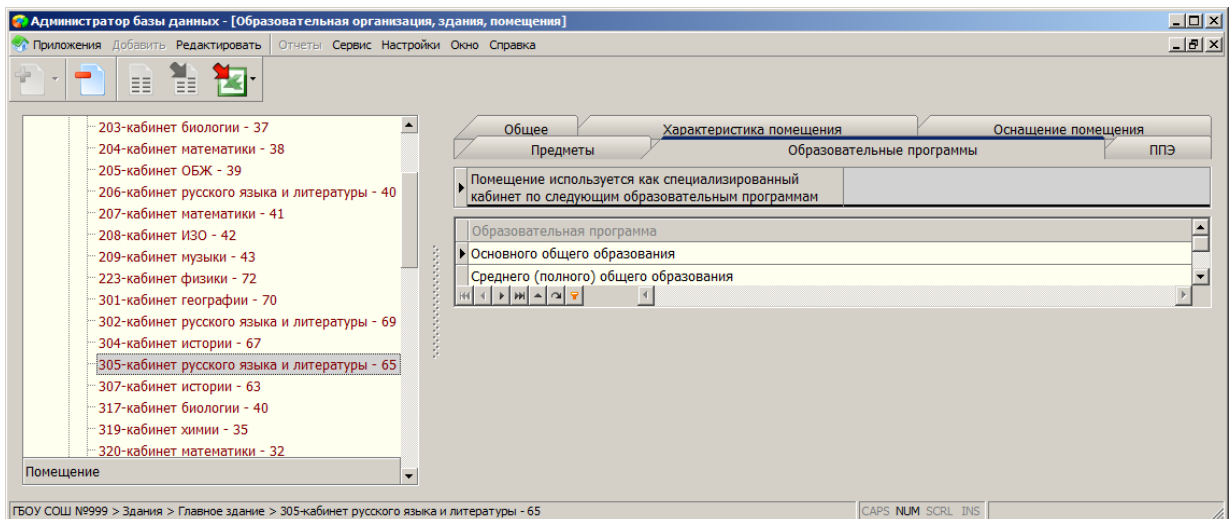 Администратор базы данных - [Образовательная организация, здания, помещения]
Приложения Добавить Редактировать Отчеты Сервис Настройки Окно Справка
203-кабинет биологии - 37
204-кабинет математики - 38
205-кабинет ОБЖ - 39
206-кабинет русского языка и литературы - 40
207-кабинет математики - 41
208-кабинет ИЗО - 42
209-кабинет музыки - 43
223-кабинет физики - 72
301-кабинет географии - 70
302-кабинет русского языка и литературы - 69
304-кабинет истории - 67
305-кабинет русского языка и литературы - 65
307-кабинет истории - 63
317-кабинет биологии - 40
319-кабинет химии - 35
320-кабинет математики - 32
Помещение
Общее Характеристика помещения Оснащение помещения
Предметы Образовательные программы ППЭ
Помещение используется как специализированный
кабинет по следующим образовательным программам
Образовательная программа
Основного общего образования
Среднего (полного) общего образования
ГБОУ СОШ №999 > Здания > Главное здание > 305-кабинет русского языка и литературы - 65
CAPS NUM SCRL INS